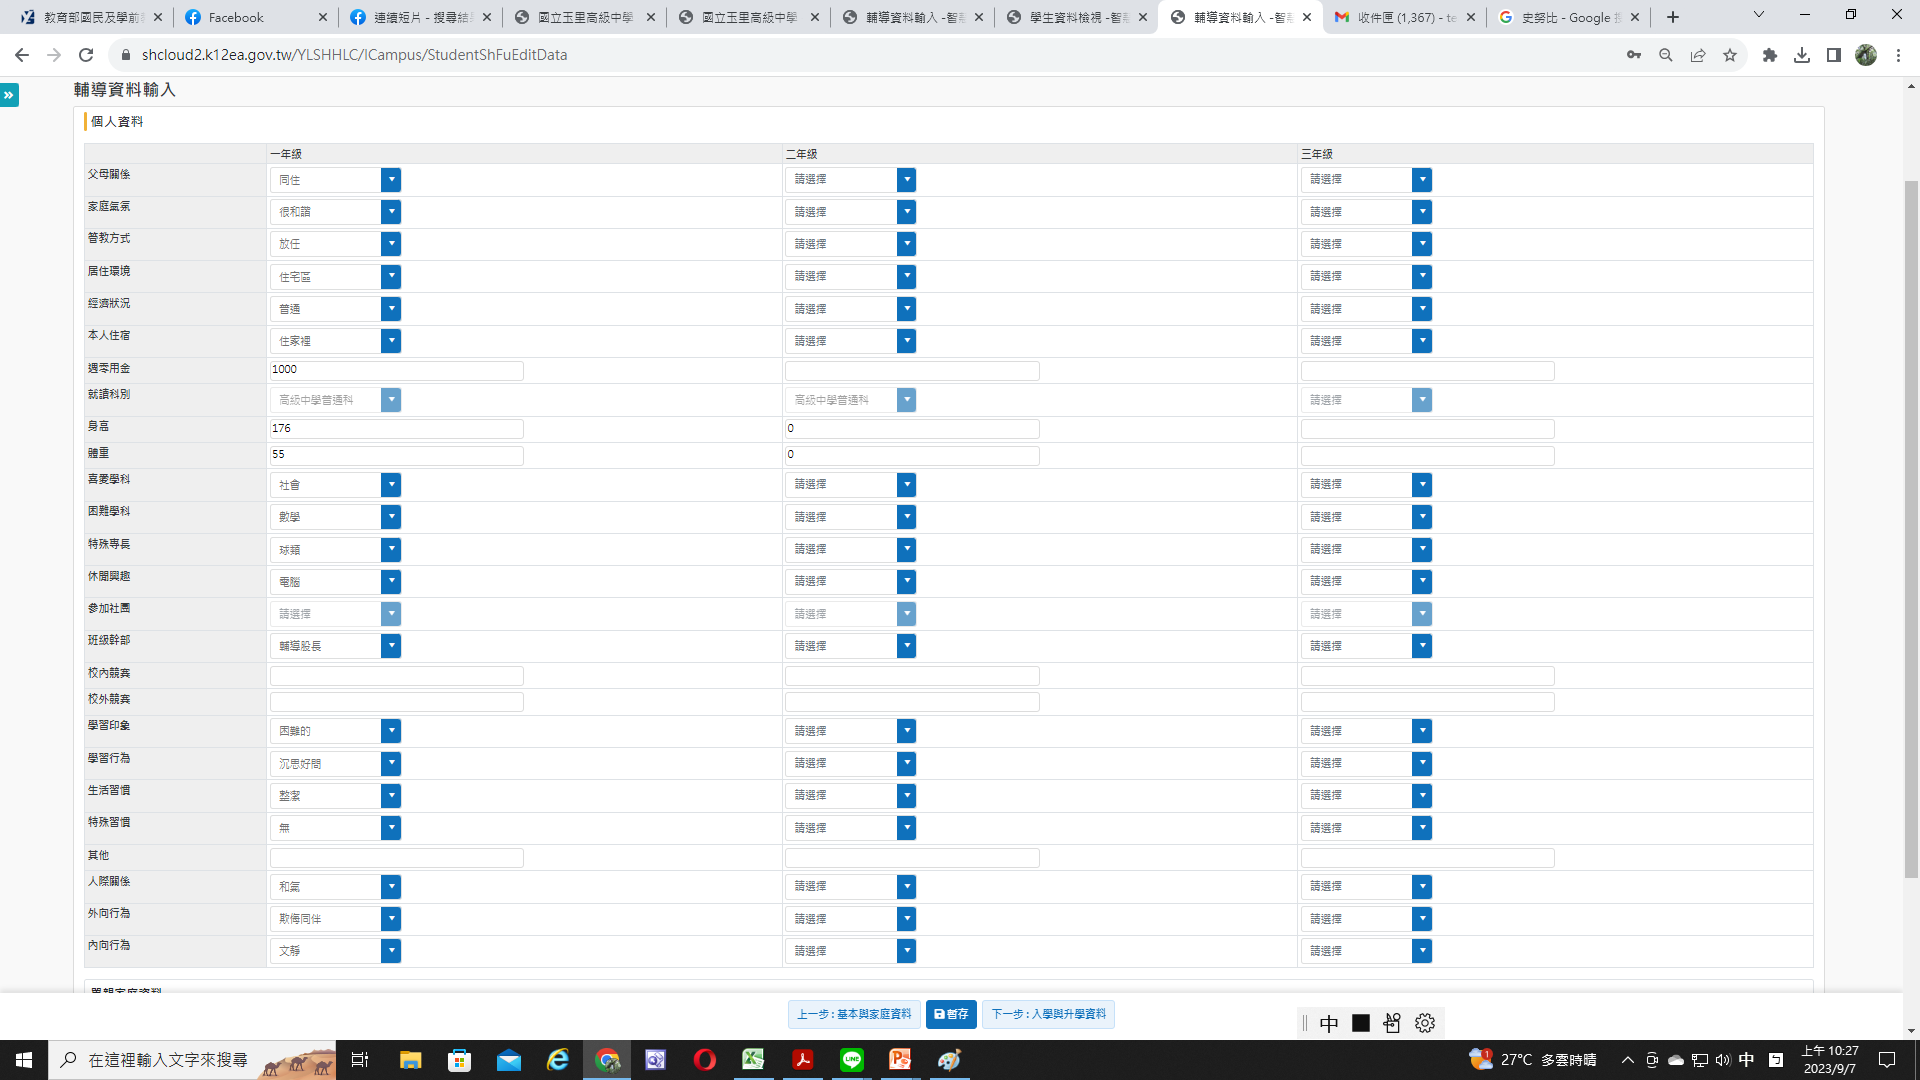 教育部國民及學前
Facebook
連續短片 - 搜尋結
國立玉里高級中學
國立玉里高級中學
輔導資料輸入 -智
學生資料檢視 -智
輔導資料輸入 -智
收件匣 (1,367) - te
史努比 - Google
shcloud2.k12ea.gov.tw/YLSHHLC/ICampus/StudentShFuEditData
輔導資料輸入
個人資料
一年級 二年級 三年級
父母關係 同住 請選擇 請選擇
家庭氣氛 很和諧 請選擇 請選擇
管教方式 放任 請選擇 請選擇
居住環境 住宅區 請選擇 請選擇
經濟狀況 普通 請選擇 請選擇
本人住宿 住家裡 請選擇 請選擇
週零用金 1000
就讀科別 高級中學普通科 高級中學普通科 請選擇
身高 176 0
體重 55 0
喜愛學科 社會 請選擇 請選擇
困難學科 數學 請選擇 請選擇
特殊專長 球類 請選擇 請選擇
休閒興趣 電腦 請選擇 請選擇
參加社團 請選擇 請選擇 請選擇
班級幹部 輔導股長 請選擇 請選擇
校內競賽
校外競賽
學習印象 困難的 請選擇 請選擇
學習行為 沉思好問 請選擇 請選擇
生活習慣 整潔 請選擇 請選擇
特殊習慣 無 請選擇 請選擇
其他
人際關係 和氣 請選擇 請選擇
外向行為 欺侮同伴 請選擇 請選擇
內向行為 文靜 請選擇 請選擇
單親家庭資料
上一步 : 基本與家庭資料 暫存 下一步 : 入學與升學資料
中
在這裡輸入文字來搜尋
1
27°C 多雲時晴
中
上午 10:27
2023/9/7